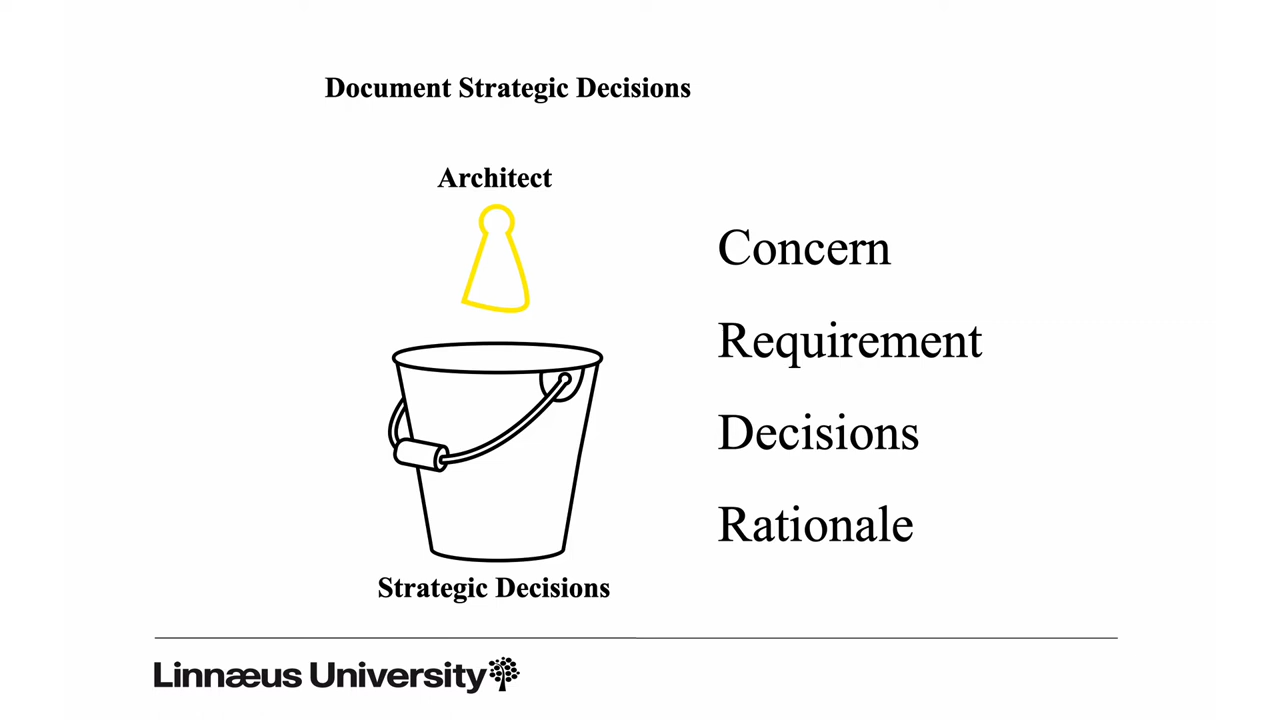 Document Strategic Decisions
Architect
Concern
Requirement
Decisions
Rationale
Strategic Decisions
Linnæus University